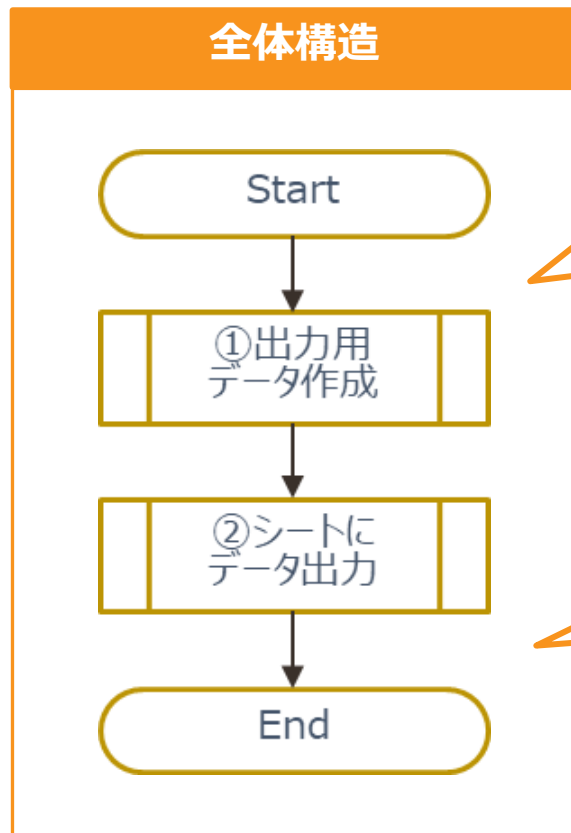 全体構造
Start
①出力用
データ作成
②シートに
データ出力
End